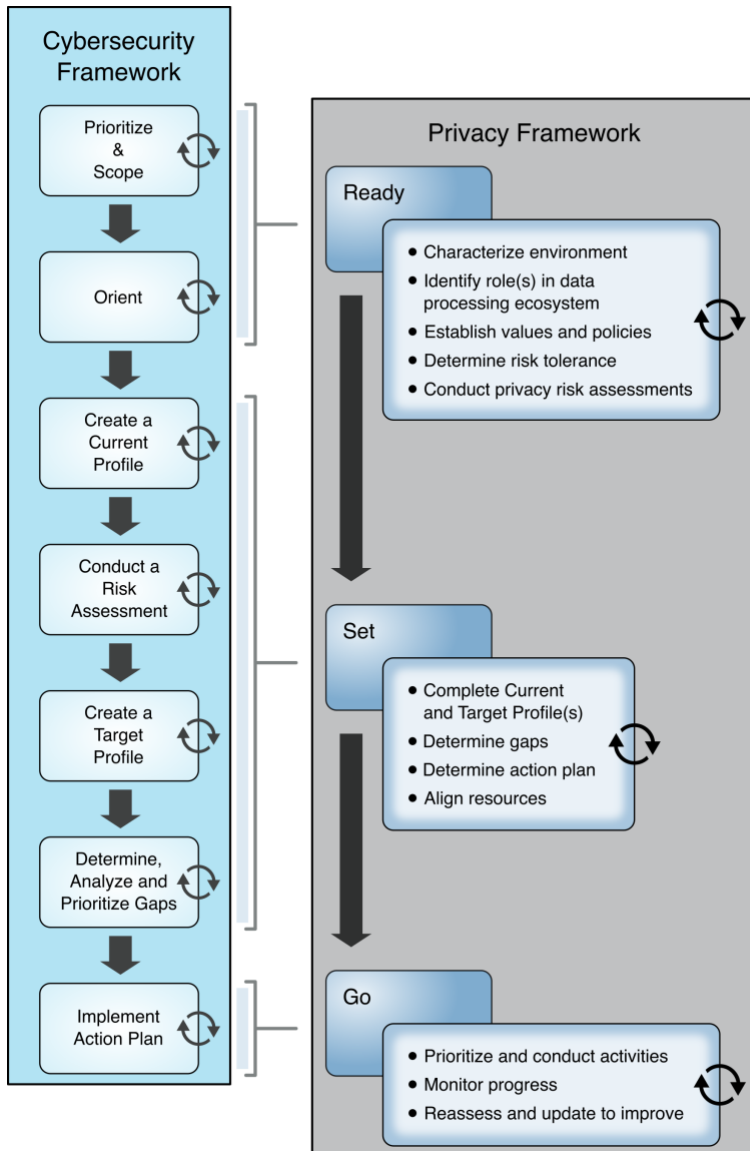 Cybersecurity
Framework
Prioritize
&
Scope
Orient
Create a
Current
Profile
Conduct a
Risk
Assessment
Create a
Target
Profile
Determine,
Analyze and
Prioritize Gaps
Implement
Action Plan
Privacy Framework
Ready
• Characterize environment
• Identify role(s) in data
processing ecosystem
• Establish values and policies
• Determine risk tolerance
• Conduct privacy risk assessments
Set
• Complete Current
and Target Profile(s)
• Determine gaps
• Determine action plan
• Align resources
Go
• Prioritize and conduct activities
• Monitor progress
• Reassess and update to improve